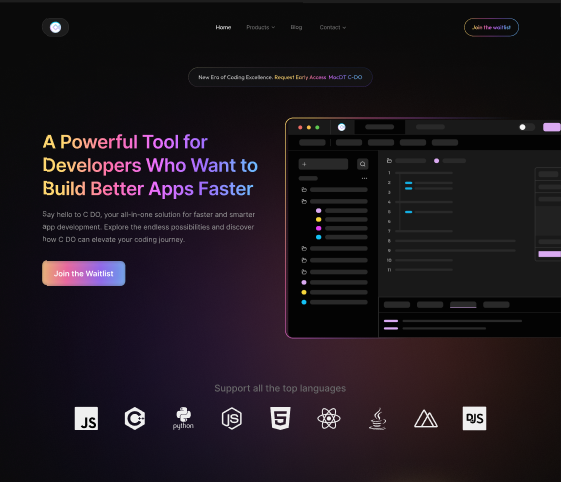 Home Products Blog Contact Join the waitlist
New Era of Coding Excellence. Request Early Access MacOT C-DO
A Powerful Tool for
Developers Who Want to
Build Better Apps Faster
Say hello to C DO, your all-in-one solution for faster and smarter
app development. Explore the endless possibilities and discover
how C DO can elevate your coding journey.
Join the Waitlist
1
2
3
4
5
6
7
8
9
10
11
Support all the top languages
JS C++ python JS 5 Java DJS